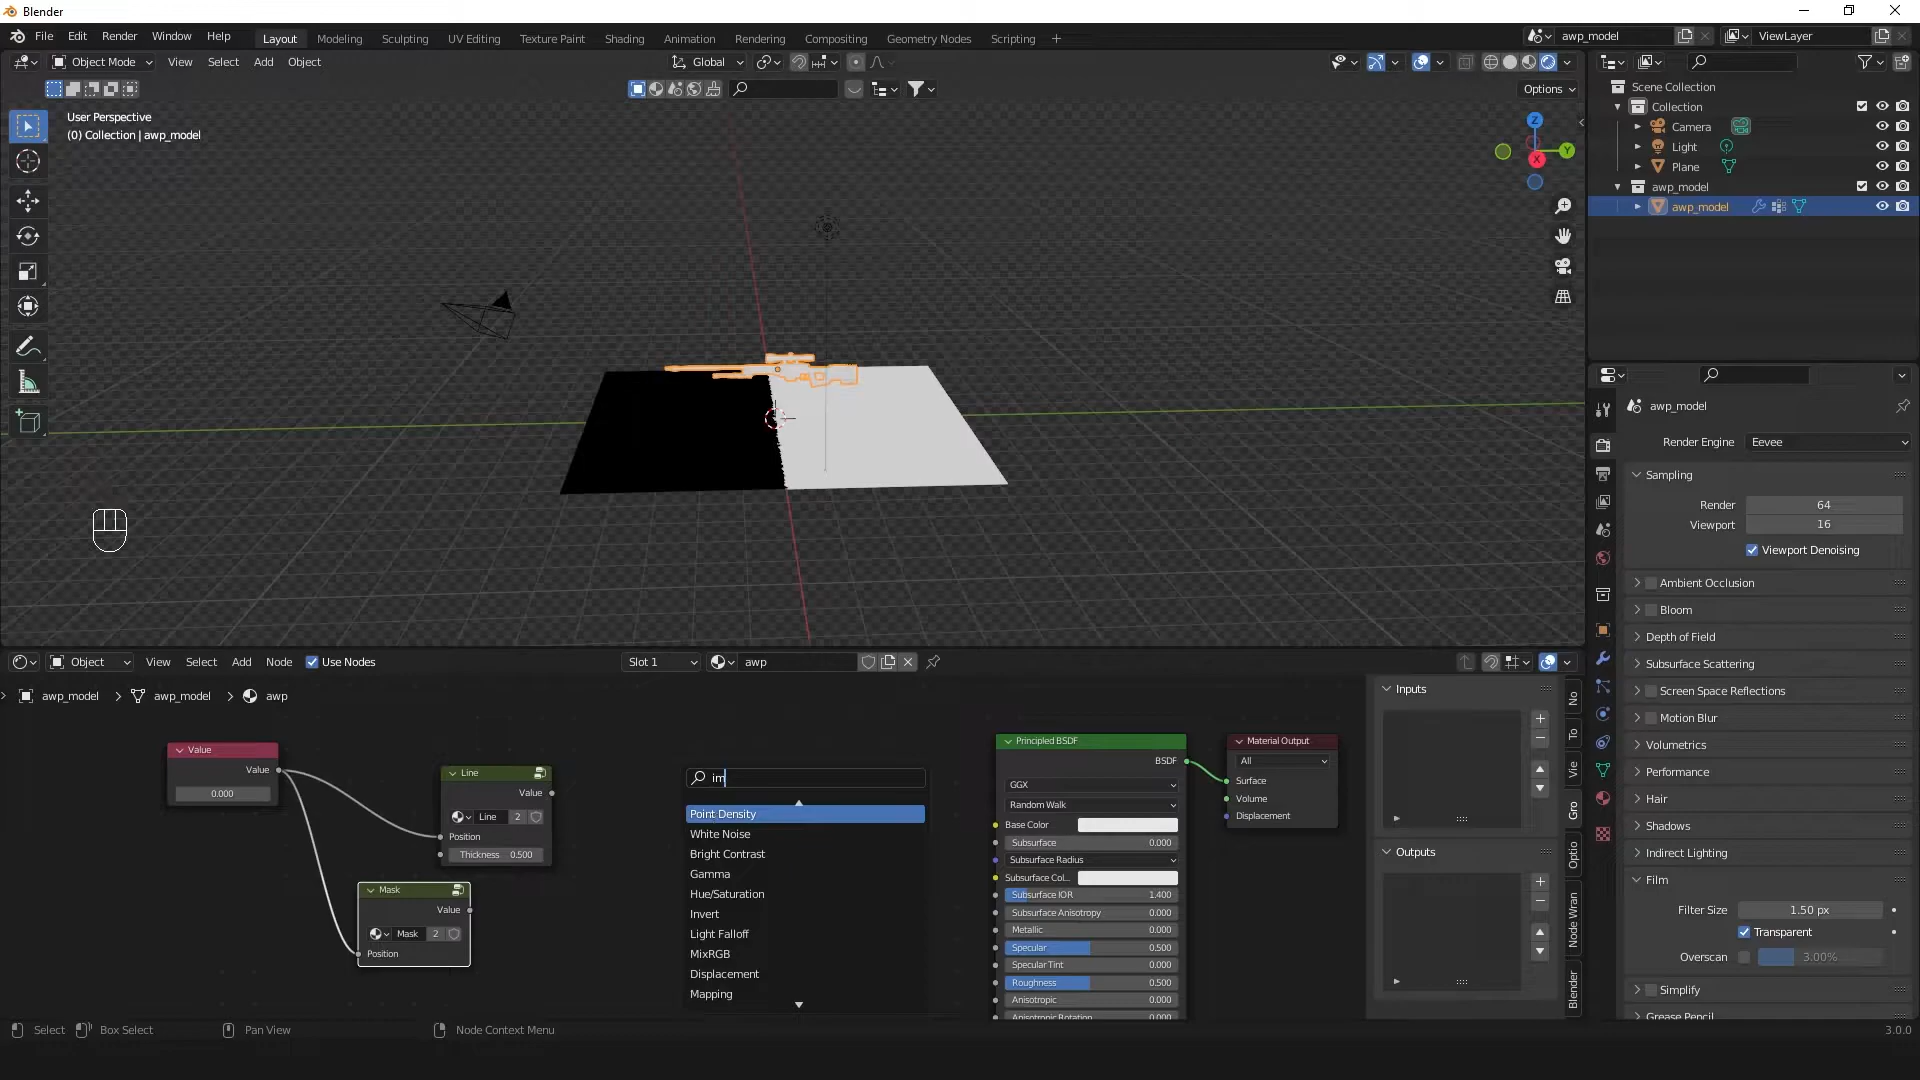 Blender
File Edit Render Window Help
Layout Modeling Sculpting UV Editing Texture Paint Shading Animation Rendering Compositing Geometry Nodes Scripting +
awp_model
ViewLayer
Object Mode View Select Add Object
Global
Options
User Perspective
(0) Collection | awp_model
Z
Y
X
Scene Collection
Collection
Camera
Light
Plane
awp_model
awp_model
awp_model
Render Engine Eevee
Sampling
Render 64
Viewport 16
Viewport Denoising
Ambient Occlusion
Bloom
Depth of Field
Subsurface Scattering
Screen Space Reflections
Motion Blur
Volumetrics
Performance
Hair
Shadows
Indirect Lighting
Film
Filter Size 1.50 px
Transparent
Overscan 3.00%
Simplify
Grease Pencil
Object View Select Add Node Use Nodes
Slot 1
awp
awp_model > awp_model > awp
Value
Value
0.000
Line
Value
Line 2
Position
Thickness 0.500
Mask
Value
Mask 2
Position
im
Point Density
White Noise
Bright Contrast
Gamma
Hue/Saturation
Invert
Light Falloff
MixRGB
Displacement
Mapping
Principled BSDF
BSDF
GGX
Random Walk
Base Color
Subsurface 0.000
Subsurface Radius
Subsurface Col...
Subsurface IOR 1.400
Subsurface Anisotropy 0.000
Metallic 0.000
Specular 0.500
Specular Tint 0.000
Roughness 0.500
Anisotropic 0.000
Anisotropic Rotation 0.000
Material Output
All
Surface
Volume
Displacement
Inputs
Outputs
No
To
Vie
Gro
Optio
Node Wran
Blender
Select Box Select Pan View Node Context Menu
3.0.0